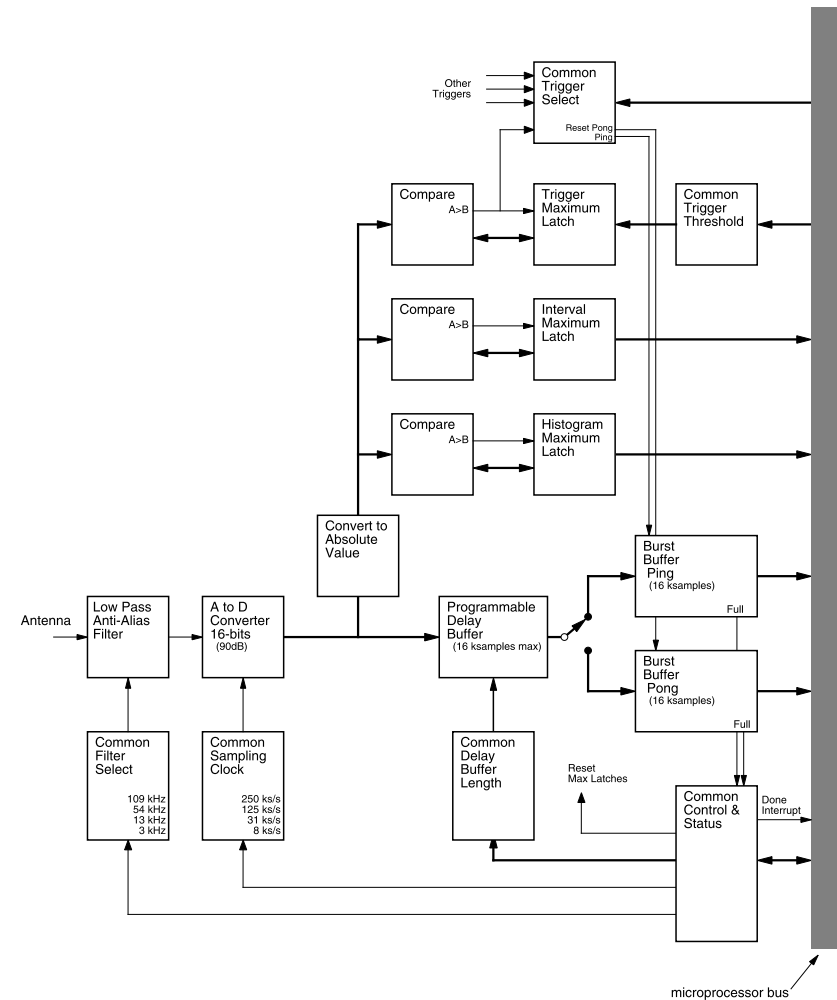 Other
Triggers
Common
Trigger
Select
Reset Pong
Ping
Compare
A>B
Trigger
Maximum
Latch
Common
Trigger
Threshold
Compare
A>B
Interval
Maximum
Latch
Compare
A>B
Histogram
Maximum
Latch
Convert to
Absolute
Value
Burst
Buffer
Ping
(16 ksamples)
Full
Antenna
Low Pass
Anti-Alias
Filter
A to D
Converter
16-bits
(90dB)
Programmable
Delay
Buffer
(16 ksamples max)
Burst
Buffer
Pong
(16 ksamples)
Full
Common
Filter
Select
109 kHz
54 kHz
13 kHz
3 kHz
Common
Sampling
Clock
250 ks/s
125 ks/s
31 ks/s
8 ks/s
Common
Delay
Buffer
Length
Reset
Max Latches
Common
Control &
Status
Done
Interrupt
microprocessor bus